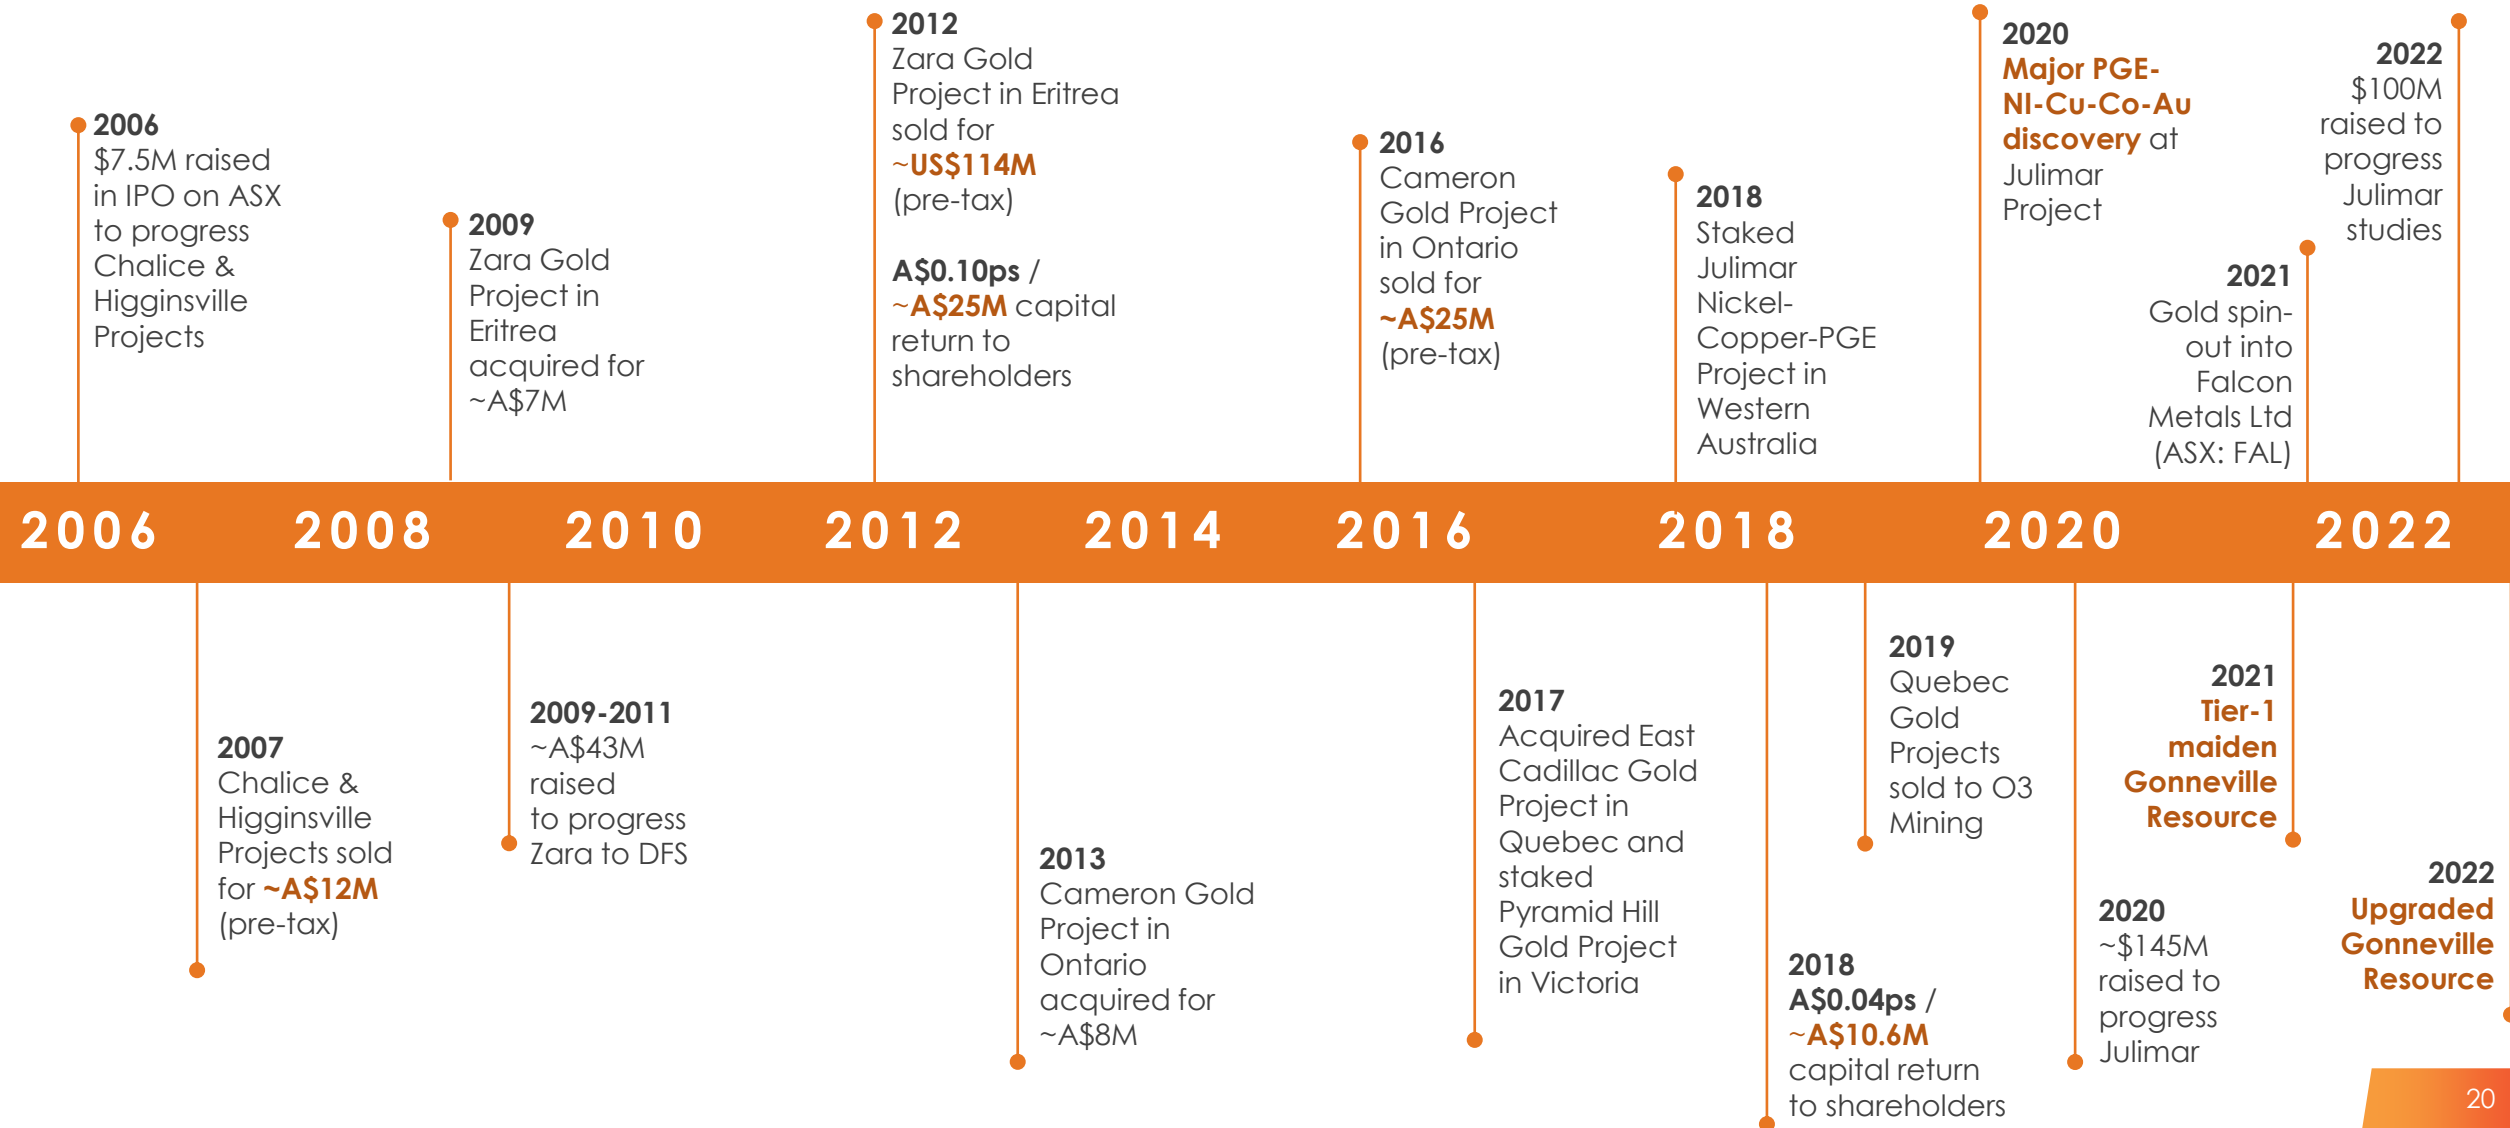 2006
$7.5M raised
in IPO on ASX
to progress
Chalice &
Higginsville
Projects
2009
Zara Gold
Project in
Eritrea
acquired for
~A$7M
2012
Zara Gold
Project in Eritrea
sold for
~US$114M
(pre-tax)
A$0.10ps /
~A$25M capital
return to
shareholders
2016
Cameron
Gold Project
in Ontario
sold for
~A$25M
(pre-tax)
2018
Staked
Julimar
Nickel-
Copper-PGE
Project in
Western
Australia
2020
Major PGE-
NI-Cu-Co-Au
discovery at
Julimar
Project
2021
Gold spin-
out into
Falcon
Metals Ltd
(ASX: FAL)
2022
$100M
raised to
progress
Julimar
studies
2006 2008 2010 2012 2014 2016 2018 2020 2022
2007
Chalice &
Higginsville
Projects sold
for ~A$12M
(pre-tax)
2009-2011
~A$43M
raised
to progress
Zara to DFS
2013
Cameron Gold
Project in
Ontario
acquired for
~A$8M
2017
Acquired East
Cadillac Gold
Project in
Quebec and
staked
Pyramid Hill
Gold Project
in Victoria
2018
A$0.04ps /
~A$10.6M
capital return
to shareholders
2019
Quebec
Gold
Projects
sold to O3
Mining
2020
~$145M
raised to
progress
Julimar
2021
Tier-1
maiden
Gonneville
Resource
2022
Upgraded
Gonneville
Resource
20